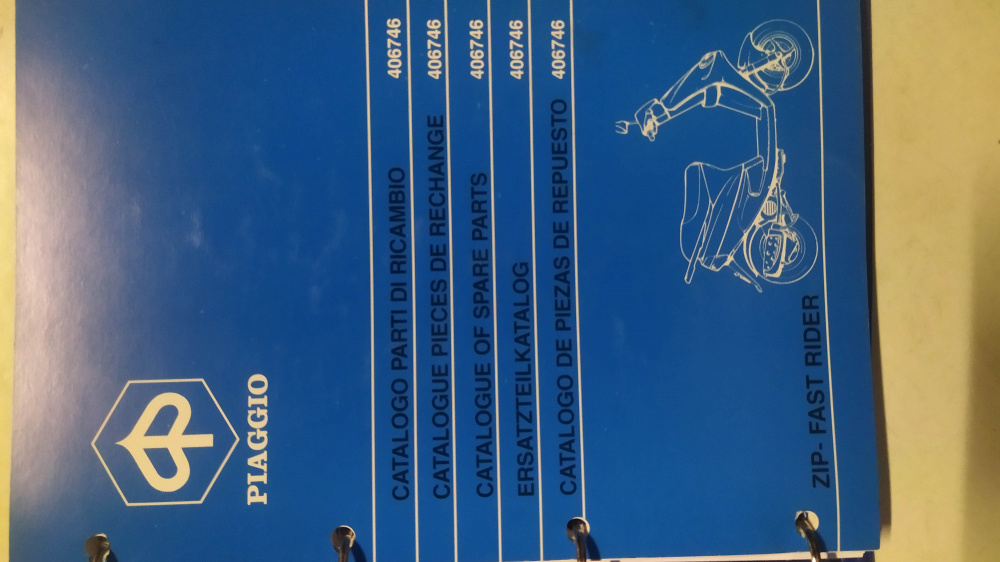 PIAGGIO
CATALOGO PARTI DI RICAMBIO 406746
CATALOGUE PIECES DE RECHANGE 406746
CATALOGUE OF SPARE PARTS 406746
ERSATZTEILKATALOG 406746
CATALOGO DE PIEZAS DE REPUESTO 406746
ZIP- FAST RIDER